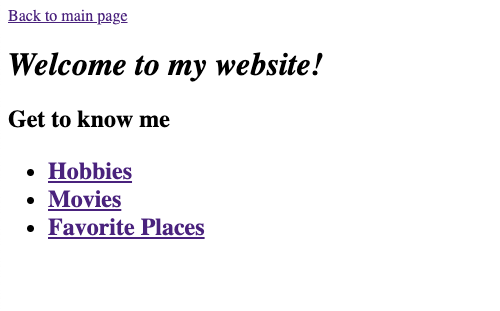 Back to main page
Welcome to my website!
Get to know me
Hobbies
Movies
Favorite Places